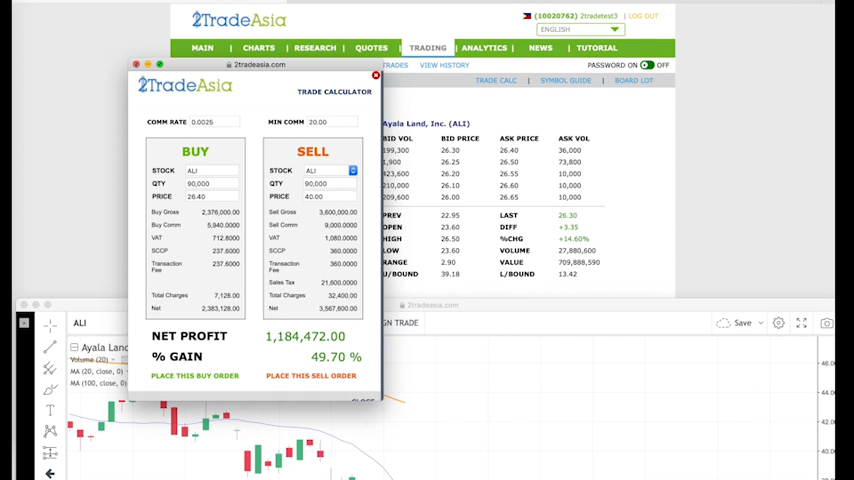 2TradeAsia
(10020762) 2tradetest3 | LOG OUT
ENGLISH
MAIN | CHARTS | RESEARCH | QUOTES | TRADING | ANALYTICS | NEWS | TUTORIAL
2tradeasia.com
TRADES VIEW HISTORY PASSWORD ON OFF
TRADE CALC | SYMBOL GUIDE | BOARD LOT
2TradeAsia
TRADE CALCULATOR
COMM RATE 0.0025 MIN COMM 20.00
BUY
STOCK ALI
QTY 90,000
PRICE 26.40
Buy Gross 2,376,000.00
Buy Comm 5,940.0000
VAT 712.8000
SCCP 237.6000
Transaction Fee 237.6000
Total Charges 7,128.00
Net 2,383,128.00
SELL
STOCK ALI
QTY 90,000
PRICE 40.00
Sell Gross 3,600,000.00
Sell Comm 9,000.0000
VAT 1,080.0000
SCCP 360.0000
Transaction Fee 360.0000
Sales Tax 21,600.0000
Total Charges 32,400.00
Net 3,567,600.00
NET PROFIT 1,184,472.00
% GAIN 49.70 %
PLACE THIS BUY ORDER PLACE THIS SELL ORDER
CLOSE
Ayala Land, Inc. (ALI)
BID VOL BID PRICE ASK PRICE ASK VOL
199,300 26.30 26.40 36,000
1,900 26.25 26.50 73,800
423,600 26.20 26.55 10,000
210,000 26.10 26.60 10,000
209,600 26.00 26.65 10,000
PREV 22.95 LAST 26.30
OPEN 23.60 DIFF +3.35
HIGH 26.50 %CHG +14.60%
LOW 23.60 VOLUME 27,880,600
RANGE 2.90 VALUE 709,888,590
U/BOUND 39.18 L/BOUND 13.42
2tradeasia.com
ALI
GN TRADE
Save
Ayala Land
Volume (20)
MA (20, close, 0)
MA (100, close, 0)
46.00
44.00
42.00
40.00